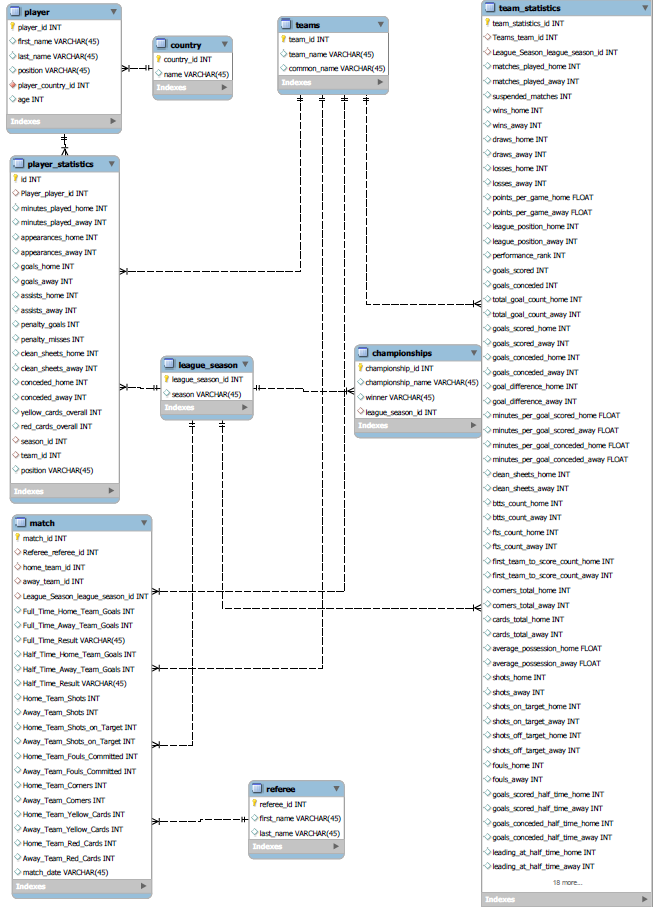 player
player_id INT
first_name VARCHAR(45)
last_name VARCHAR(45)
position VARCHAR(45)
player_country_id INT
age INT
Indexes
country
country_id INT
name VARCHAR(45)
Indexes
teams
team_id INT
team_name VARCHAR(45)
common_name VARCHAR(45)
Indexes
player_statistics
id INT
Player_player_id INT
minutes_played_home INT
minutes_played_away INT
appearances_home INT
appearances_away INT
goals_home INT
goals_away INT
assists_home INT
assists_away INT
penalty_goals INT
penalty_misses INT
clean_sheets_home INT
clean_sheets_away INT
conceded_home INT
conceded_away INT
yellow_cards_overall INT
red_cards_overall INT
season_id INT
team_id INT
position VARCHAR(45)
Indexes
league_season
league_season_id INT
season VARCHAR(45)
Indexes
championships
championship_id INT
championship_name VARCHAR(45)
winner VARCHAR(45)
league_season_id INT
Indexes
match
match_id INT
Referee_referee_id INT
home_team_id INT
away_team_id INT
League_Season_league_season_id INT
Full_Time_Home_Team_Goals INT
Full_Time_Away_Team_Goals INT
Full_Time_Result VARCHAR(45)
Half_Time_Home_Team_Goals INT
Half_Time_Away_Team_Goals INT
Half_Time_Result VARCHAR(45)
Home_Team_Shots INT
Away_Team_Shots INT
Home_Team_Shots_on_Target INT
Away_Team_Shots_on_Target INT
Home_Team_Fouls_Committed INT
Away_Team_Fouls_Committed INT
Home_Team_Corners INT
Away_Team_Corners INT
Home_Team_Yellow_Cards INT
Away_Team_Yellow_Cards INT
Home_Team_Red_Cards INT
Away_Team_Red_Cards INT
match_date VARCHAR(45)
Indexes
referee
referee_id INT
first_name VARCHAR(45)
last_name VARCHAR(45)
Indexes
team_statistics
team_statistics_id INT
Teams_team_id INT
League_Season_league_season_id INT
matches_played_home INT
matches_played_away INT
suspended_matches INT
wins_home INT
wins_away INT
draws_home INT
draws_away INT
losses_home INT
losses_away INT
points_per_game_home FLOAT
points_per_game_away FLOAT
league_position_home INT
league_position_away INT
performance_rank INT
goals_scored INT
goals_conceded INT
total_goal_count_home INT
total_goal_count_away INT
goals_scored_home INT
goals_scored_away INT
goals_conceded_home INT
goals_conceded_away INT
goal_difference_home INT
goal_difference_away INT
minutes_per_goal_scored_home FLOAT
minutes_per_goal_scored_away FLOAT
minutes_per_goal_conceded_home FLOAT
minutes_per_goal_conceded_away FLOAT
clean_sheets_home INT
clean_sheets_away INT
btts_count_home INT
btts_count_away INT
fts_count_home INT
fts_count_away INT
first_team_to_score_count_home INT
first_team_to_score_count_away INT
corners_total_home INT
corners_total_away INT
cards_total_home INT
cards_total_away INT
average_possession_home FLOAT
average_possession_away FLOAT
shots_home INT
shots_away INT
shots_on_target_home INT
shots_on_target_away INT
shots_off_target_home INT
shots_off_target_away INT
fouls_home INT
fouls_away INT
goals_scored_half_time_home INT
goals_scored_half_time_away INT
goals_conceded_half_time_home INT
goals_conceded_half_time_away INT
leading_at_half_time_home INT
leading_at_half_time_away INT
18 more...
Indexes